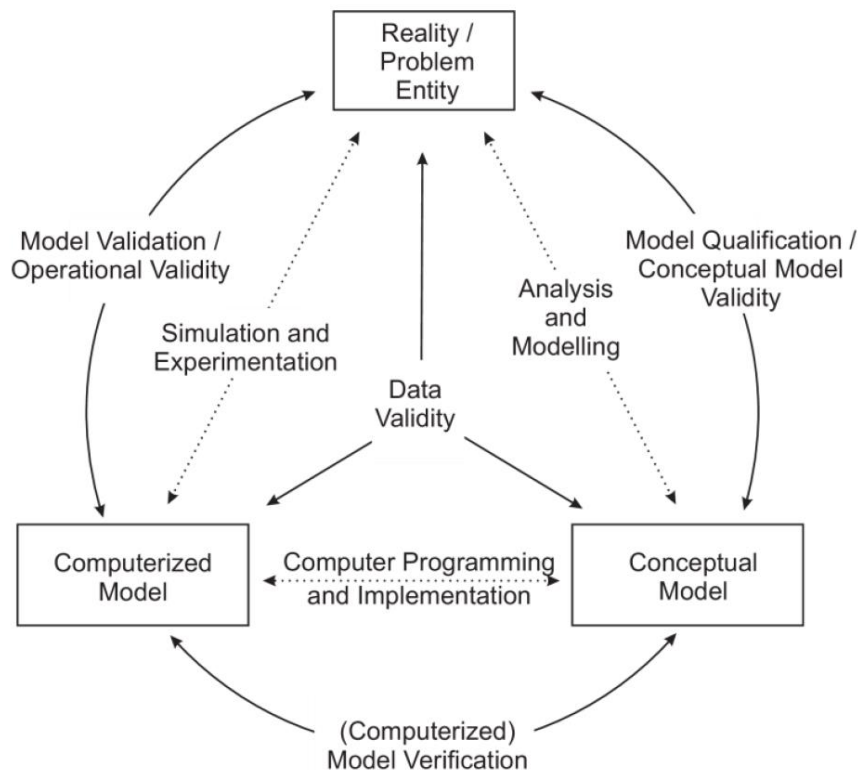 Reality /
Problem
Entity
Model Validation /
Operational Validity
Model Qualification /
Conceptual Model
Validity
Simulation and
Experimentation
Analysis
and
Modelling
Data
Validity
Computerized
Model
Computer Programming
and Implementation
Conceptual
Model
(Computerized)
Model Verification